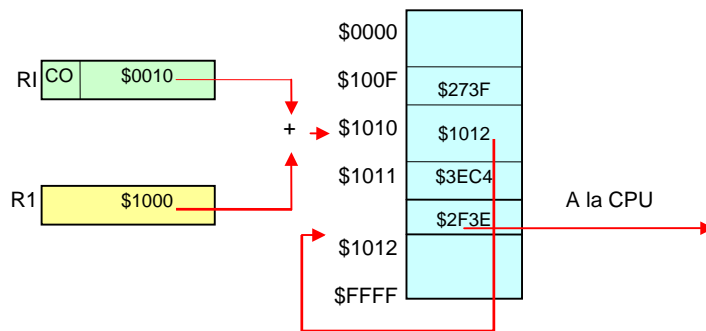 $0000
RI CO $0010 $100F $273F
+ $1010 $1012
$1011 $3EC4
R1 $1000 A la CPU
$2F3E
$1012
$FFFF